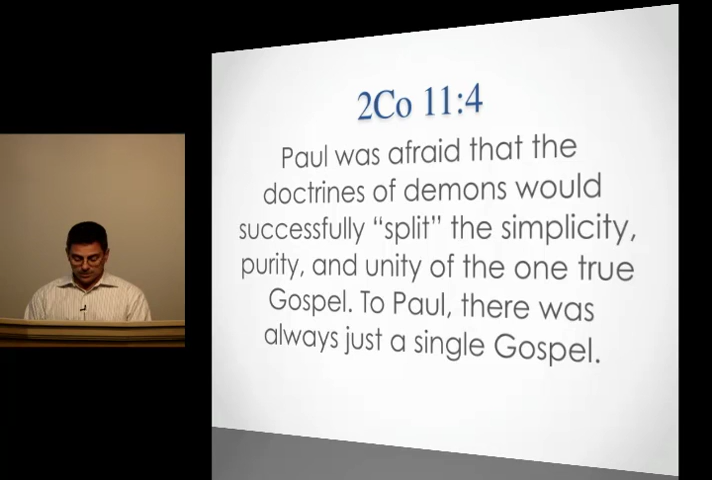 2Co 11:4
Paul was afraid that the
doctrines of demons would
successfully “split” the simplicity,
purity, and unity of the one true
Gospel. To Paul, there was
always just a single Gospel.